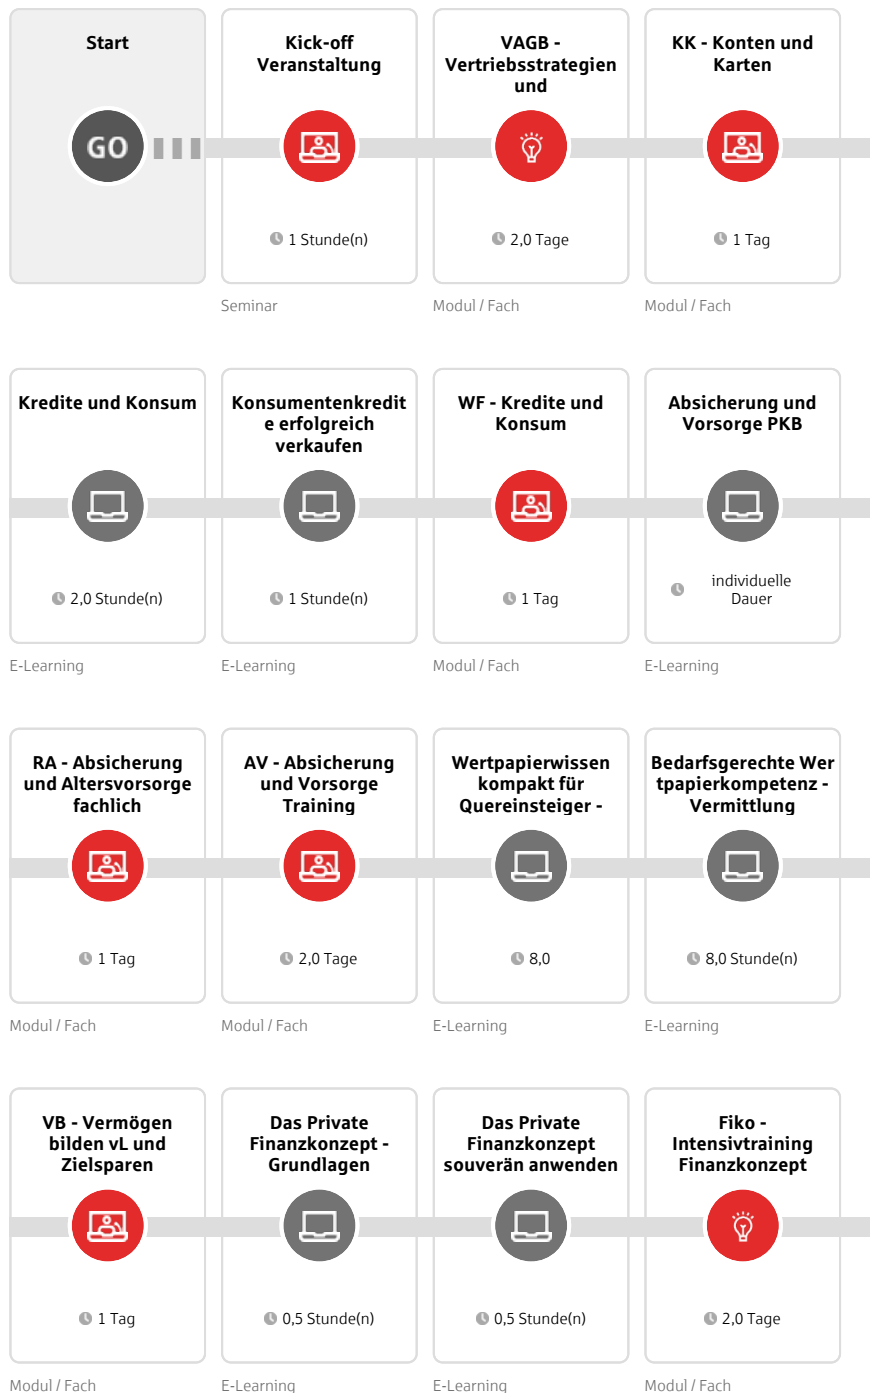 Start
GO
Kick-off
Veranstaltung
1 Stunde(n)
Seminar
VAGB -
Vertriebsstrategien
und
2,0 Tage
Modul / Fach
KK - Konten und
Karten
1 Tag
Modul / Fach
Kredite und Konsum
2,0 Stunde(n)
E-Learning
Konsumentenkredit
e erfolgreich
verkaufen
1 Stunde(n)
E-Learning
WF - Kredite und
Konsum
1 Tag
Modul / Fach
Absicherung und
Vorsorge PKB
individuelle
Dauer
E-Learning
RA - Absicherung
und Altersvorsorge
fachlich
1 Tag
Modul / Fach
AV - Absicherung
und Vorsorge
Training
2,0 Tage
Modul / Fach
Wertpapierwissen
kompakt für
Quereinsteiger -
8,0
E-Learning
Bedarfsgerechte Wer
tpapierkompetenz -
Vermittlung
8,0 Stunde(n)
E-Learning
VB - Vermögen
bilden vL und
Zielsparen
1 Tag
Modul / Fach
Das Private
Finanzkonzept -
Grundlagen
0,5 Stunde(n)
E-Learning
Das Private
Finanzkonzept
souverän anwenden
0,5 Stunde(n)
E-Learning
Fiko -
Intensivtraining
Finanzkonzept
2,0 Tage
Modul / Fach